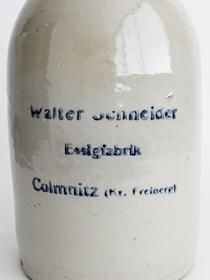 Walter Schneider
Essigfabrik
Colmnitz (Kr. Freiberg)